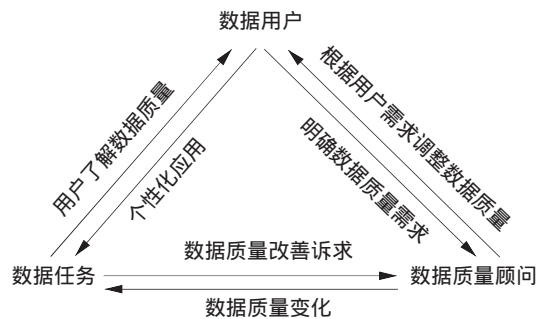 数据用户
用户了解数据质量
个性化应用
根据用户需求调整数据质量
明确数据质量需求
数据质量改善诉求
数据任务
数据质量顾问
数据质量变化